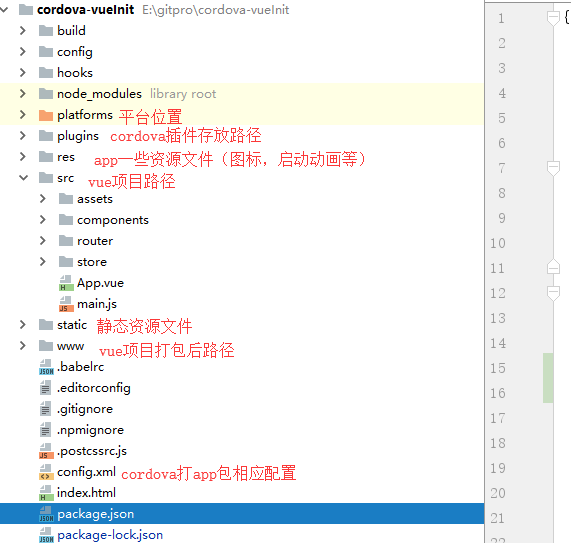 cordova-vueInit E:\gitpro\cordova-vueInit
build
config
hooks
node_modules library root
platforms 平台位置
plugins cordova插件存放路径
res app一些资源文件（图标，启动动画等）
src vue项目路径
assets
components
router
store
App.vue
main.js
static 静态资源文件
www vue项目打包后路径
.babelrc
.editorconfig
.gitignore
.npmignore
.postcssrc.js
config.xml cordova打app包相应配置
index.html
package.json
package-lock.json
1 {
2
3
4
5
6
7
8
9
10
11
12
13
14
15
16
17
18
19
20
21